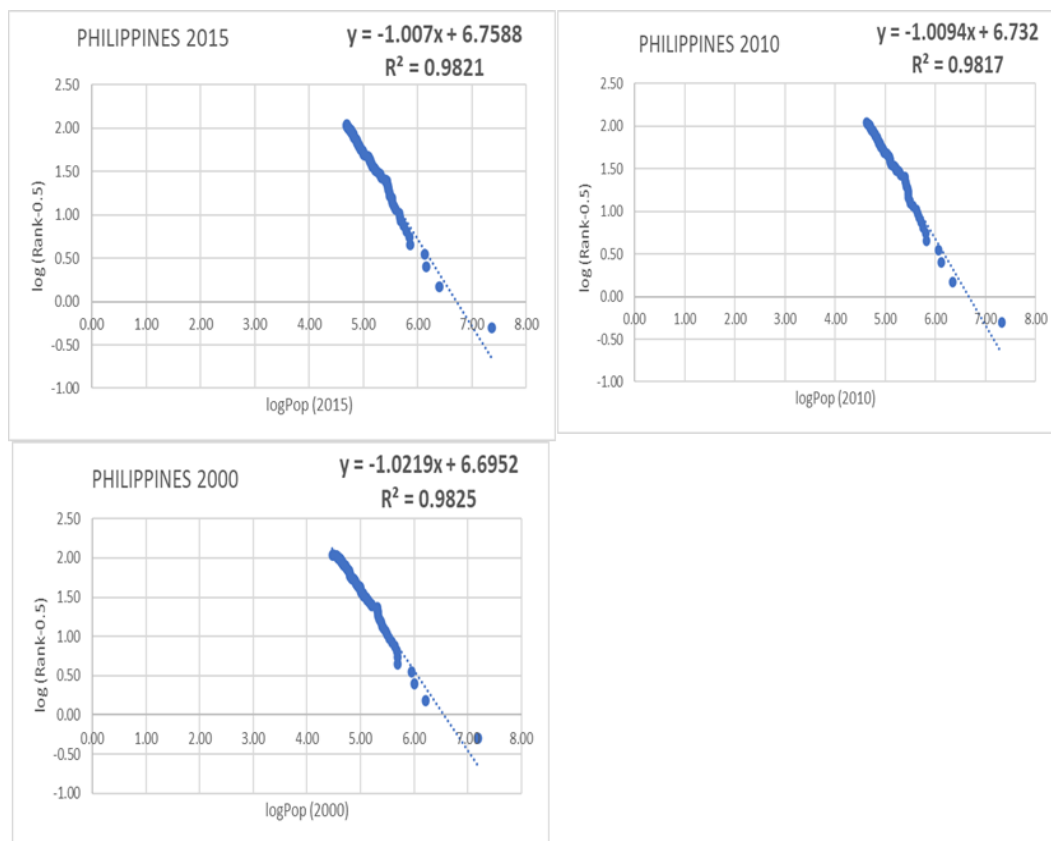 PHILIPPINES 2015
y = -1.007x + 6.7588
R² = 0.9821
2.50
2.00
1.50
1.00
0.50
0.00
-0.50
-1.00
0.00 1.00 2.00 3.00 4.00 5.00 6.00 7.00 8.00
log (Rank-0.5)
logPop (2015)
PHILIPPINES 2010
y = -1.0094x + 6.732
R² = 0.9817
2.50
2.00
1.50
1.00
0.50
0.00
-0.50
-1.00
0.00 1.00 2.00 3.00 4.00 5.00 6.00 7.00 8.00
log (Rank-0.5)
logPop (2010)
PHILIPPINES 2000
y = -1.0219x + 6.6952
R² = 0.9825
2.50
2.00
1.50
1.00
0.50
0.00
-0.50
-1.00
0.00 1.00 2.00 3.00 4.00 5.00 6.00 7.00 8.00
log (Rank-0.5)
logPop (2000)